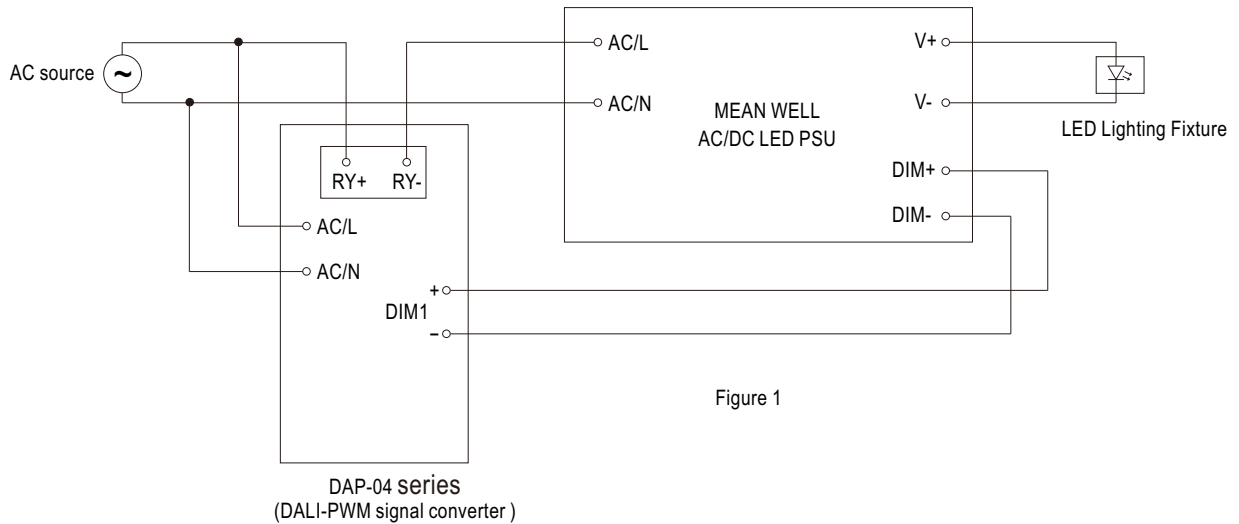 AC source
~
AC/L
AC/N
MEAN WELL
AC/DC LED PSU
V+
V-
DIM+
DIM-
LED Lighting Fixture
RY+ RY-
AC/L
AC/N
+
DIM1
−
Figure 1
DAP-04 series
(DALI-PWM signal converter )